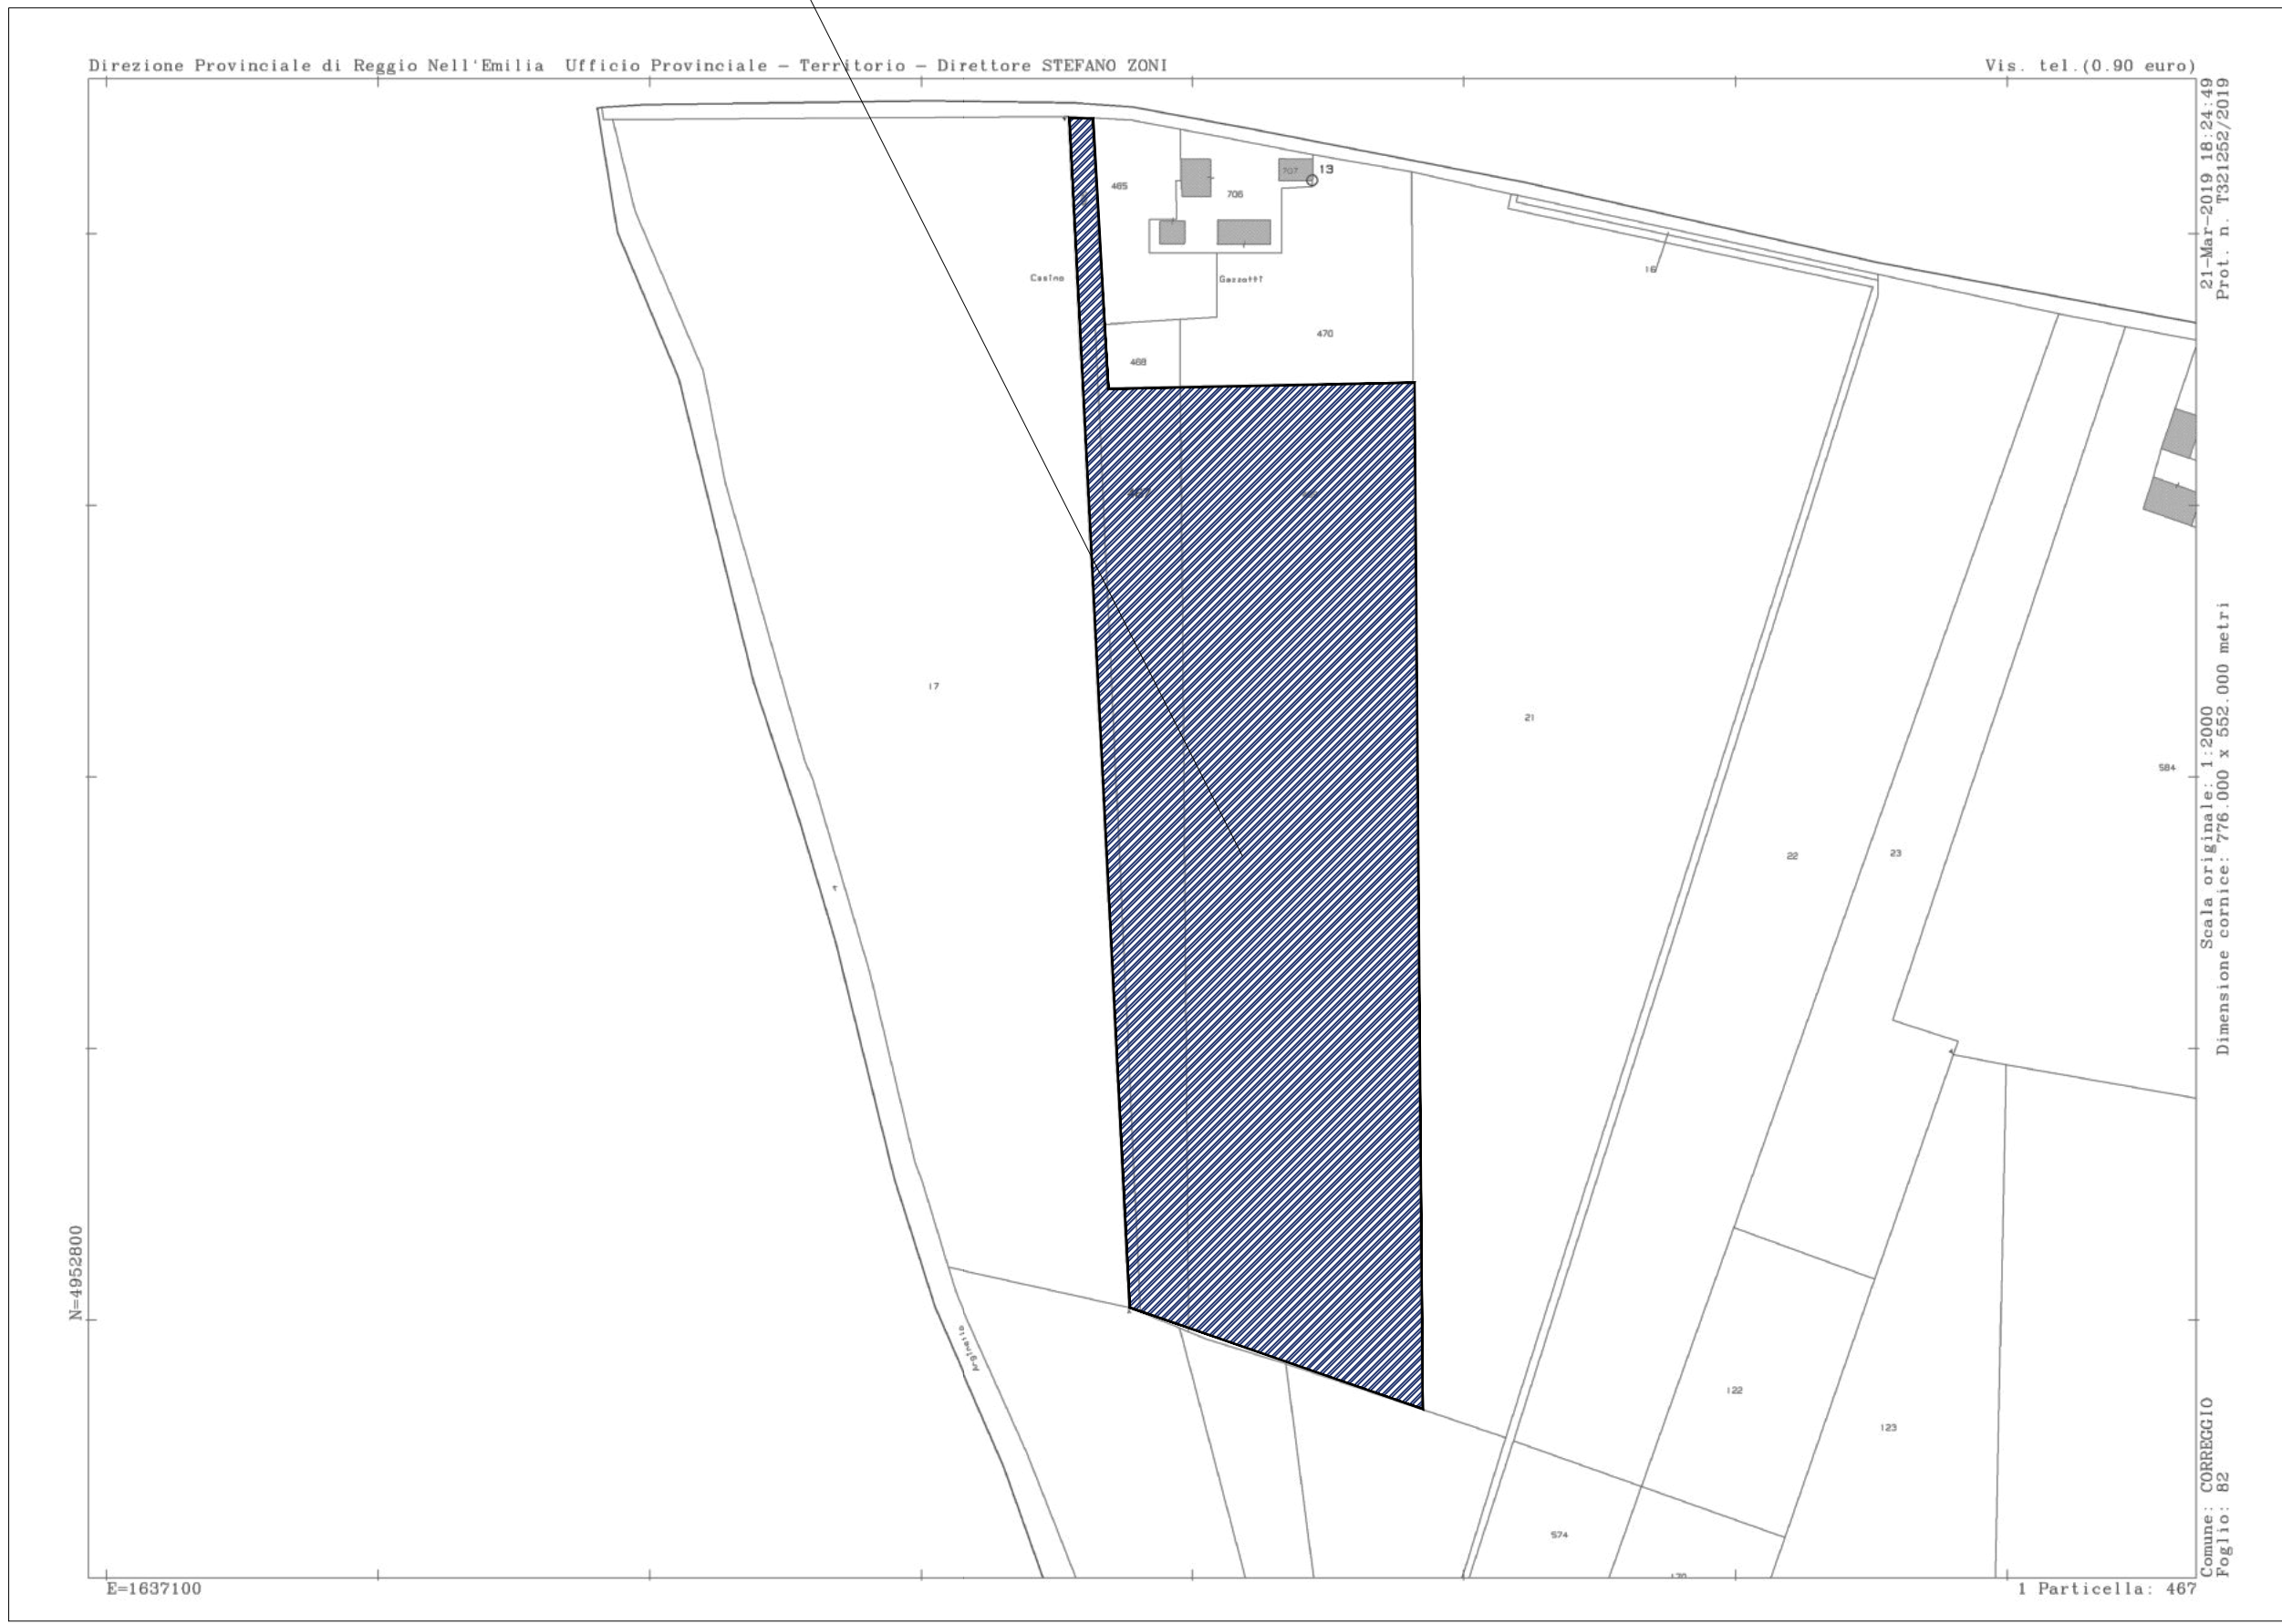 Direzione Provinciale di Reggio Nell'Emilia Ufficio Provinciale - Territorio - Direttore STEFANO ZONI
Vis. tel.(0.90 euro)
21-Mar-2019 18:24:49
Prot. n. T321252/2019
13
707
465
706
16
Casino
Gazzotti
470
468
467
17
21
Scala originale: 1:2000
Dimensione cornice: 776.000 x 552.000 metri
584
22
23
N=4952800
Arginello
122
123
574
Comune: CORREGGIO
Foglio: 82
E=1637100
1 Particella: 467